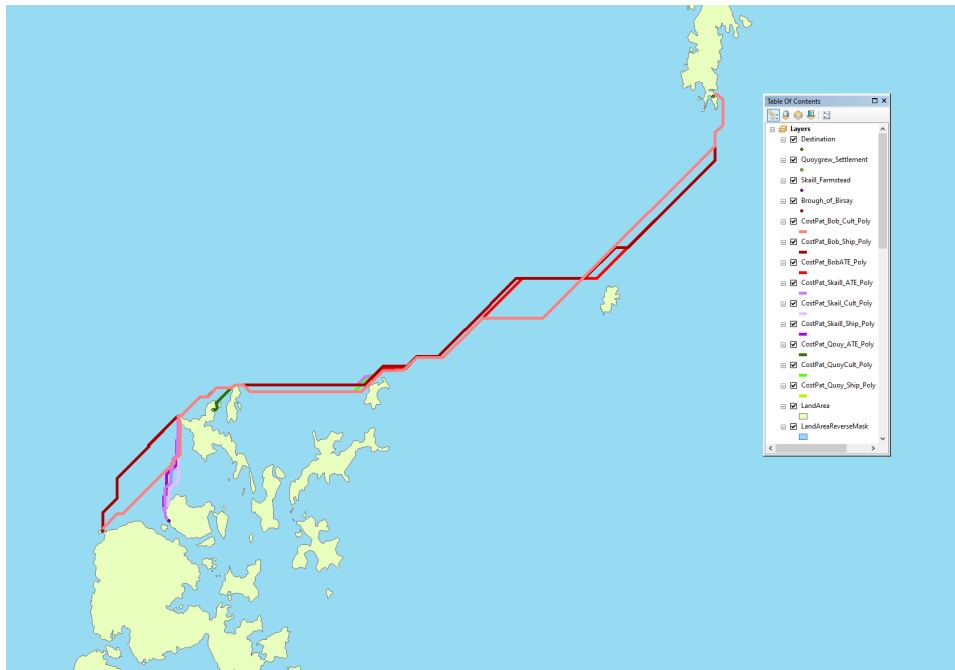 Table Of Contents
Layers
Destination
Quoygrew_Settlement
Skaill_Farmstead
Brough_of_Birsay
CostPat_Bob_Cult_Poly
CostPat_Bob_Ship_Poly
CostPat_BobATE_Poly
CostPat_Skaill_ATE_Poly
CostPat_Skail_Cult_Poly
CostPat_Skaill_Ship_Poly
CostPat_Qouy_ATE_Poly
CostPat_QuoyCult_Poly
CostPat_Quoy_Ship_Poly
LandArea
LandAreaReverseMask